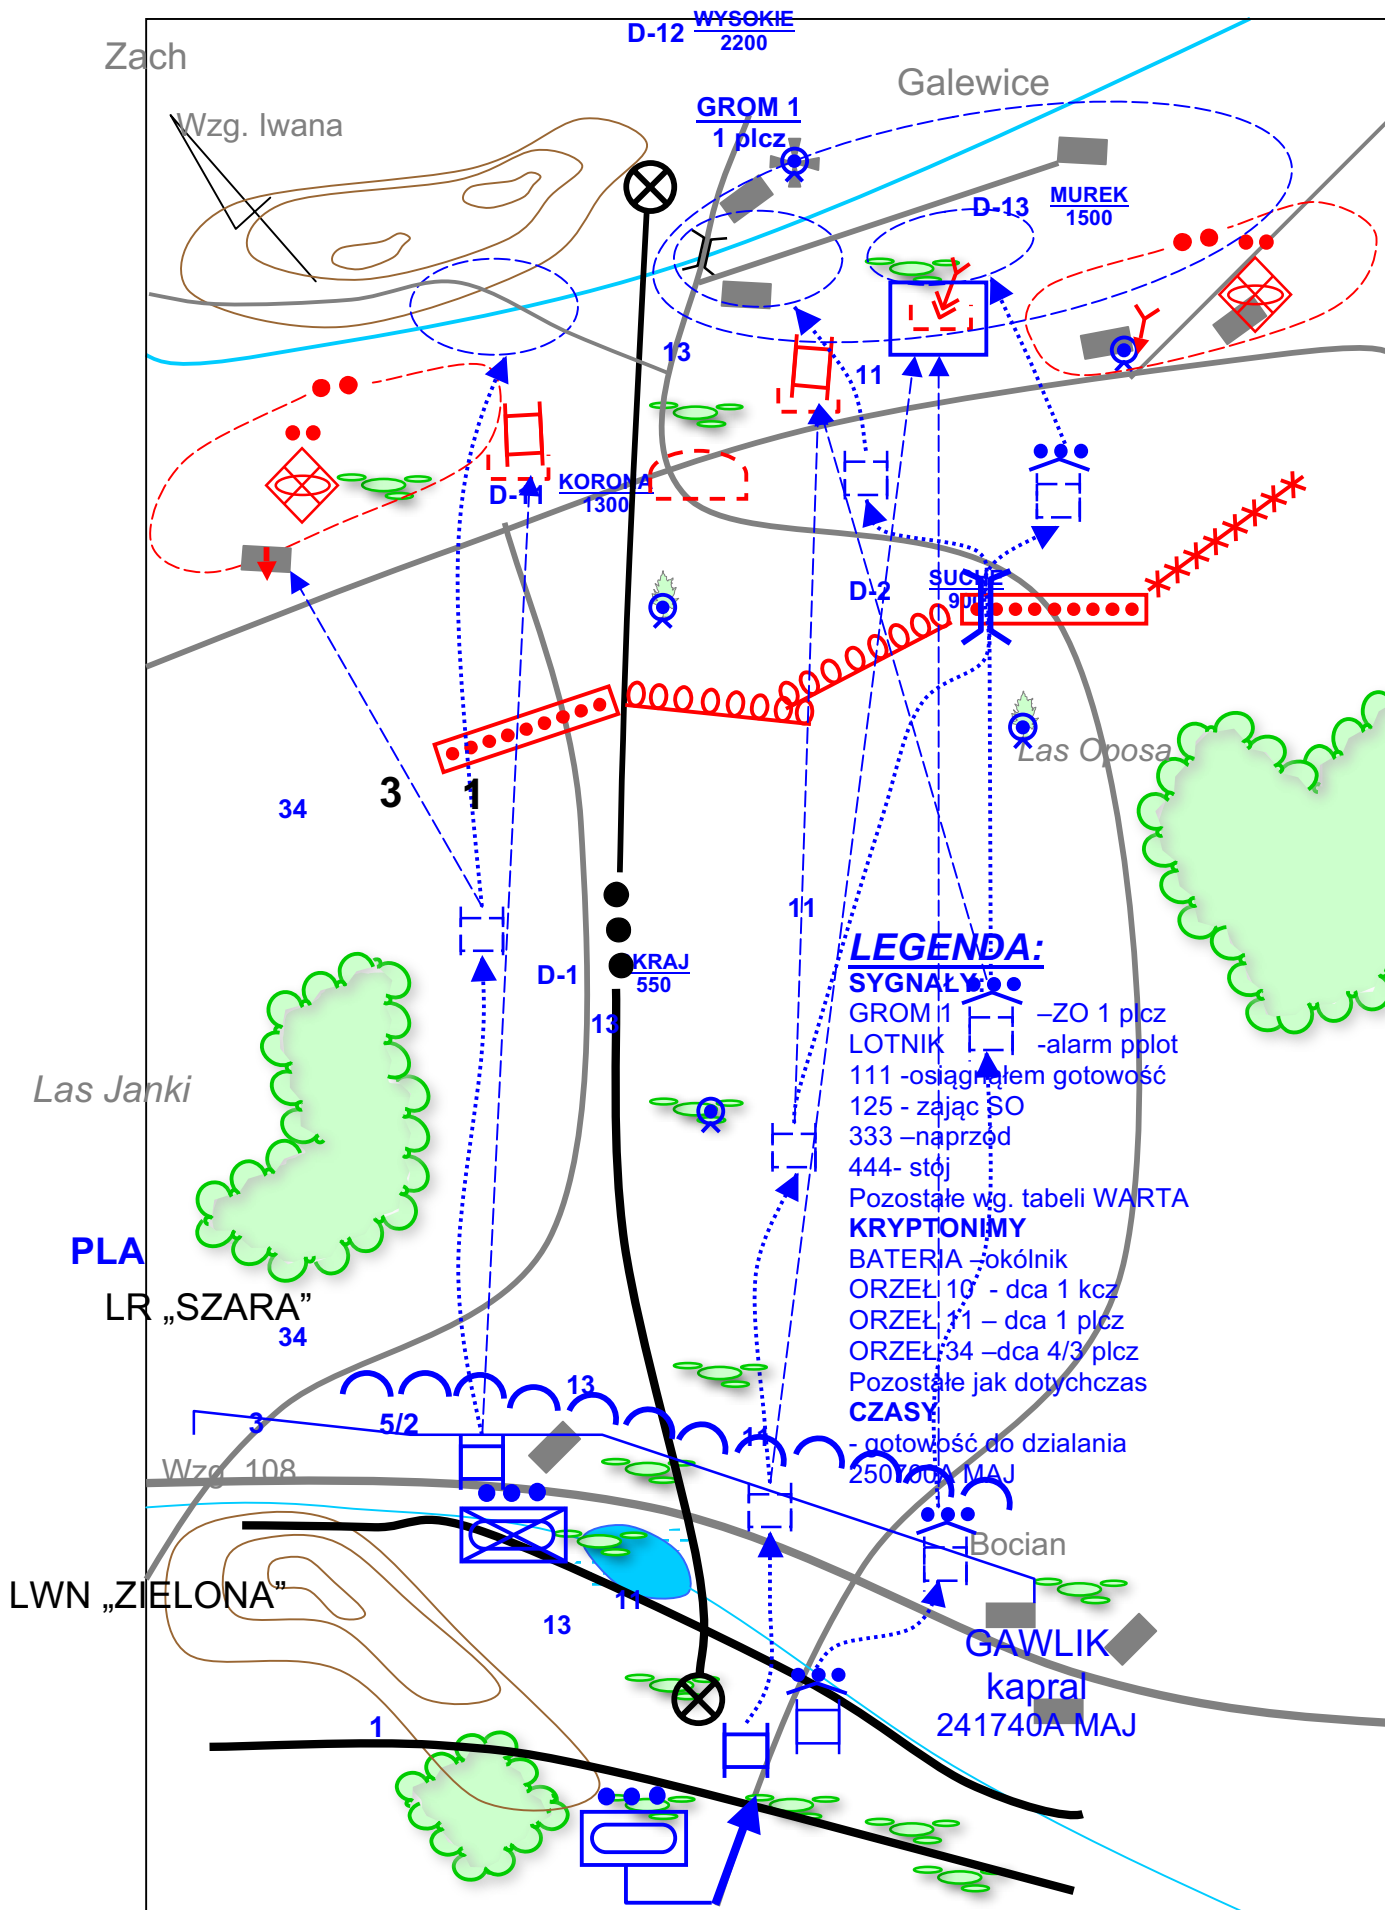 D-12 WYSOKIE
2200
Zach
Galewice
GROM 1
1 plcz
Wzg. Iwana
D-13 MUREK
1500
13
11
D-11 KORONA
1300
D-2 SUCHE
900
Las Oposa
3 1
34
11
LEGENDA:
D-1 KRAJ
550
SYGNAŁY:
GROM 1 –ZO 1 plcz
13
LOTNIK -alarm pplot
111 -osiągnąłem gotowość
Las Janki
125 - zając SO
333 –naprzód
444- stój
Pozostałe wg. tabeli WARTA
KRYPTONIMY
PLA
BATERIA –okólnik
ORZEŁ 10 - dca 1 kcz
LR „SZARA”
ORZEŁ 11 – dca 1 plcz
34
ORZEŁ 34 –dca 4/3 plcz
Pozostałe jak dotychczas
13
CZASY
3 5/2
11
- gotowość do dzialania
250700A MAJ
Wzg. 108
Bocian
LWN „ZIELONA”
11
13
GAWLIK
kapral
241740A MAJ
1